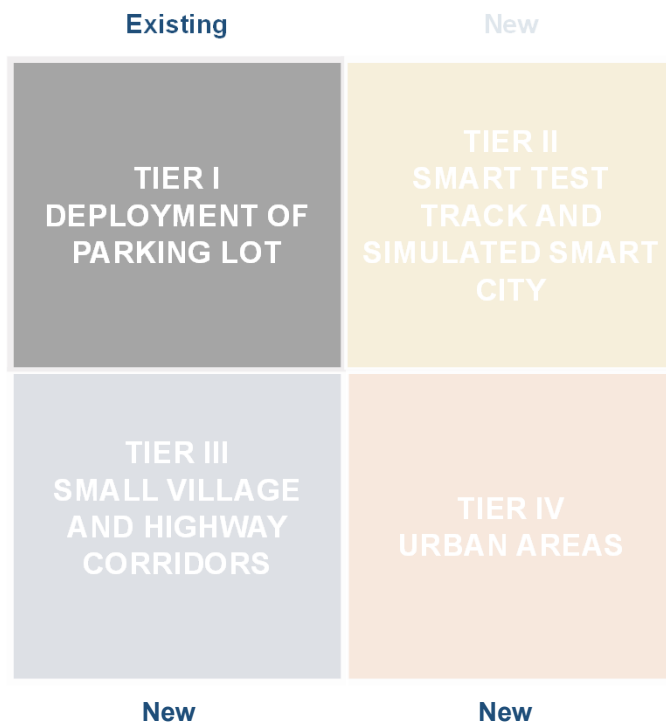 Existing
New
TIER I
DEPLOYMENT OF
PARKING LOT
TIER II
SMART TEST
TRACK AND
SIMULATED SMART
CITY
TIER III
SMALL VILLAGE
AND HIGHWAY
CORRIDORS
TIER IV
URBAN AREAS
New
New